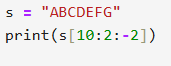 s = "ABCDEFG"
print(s[10:2:-2])